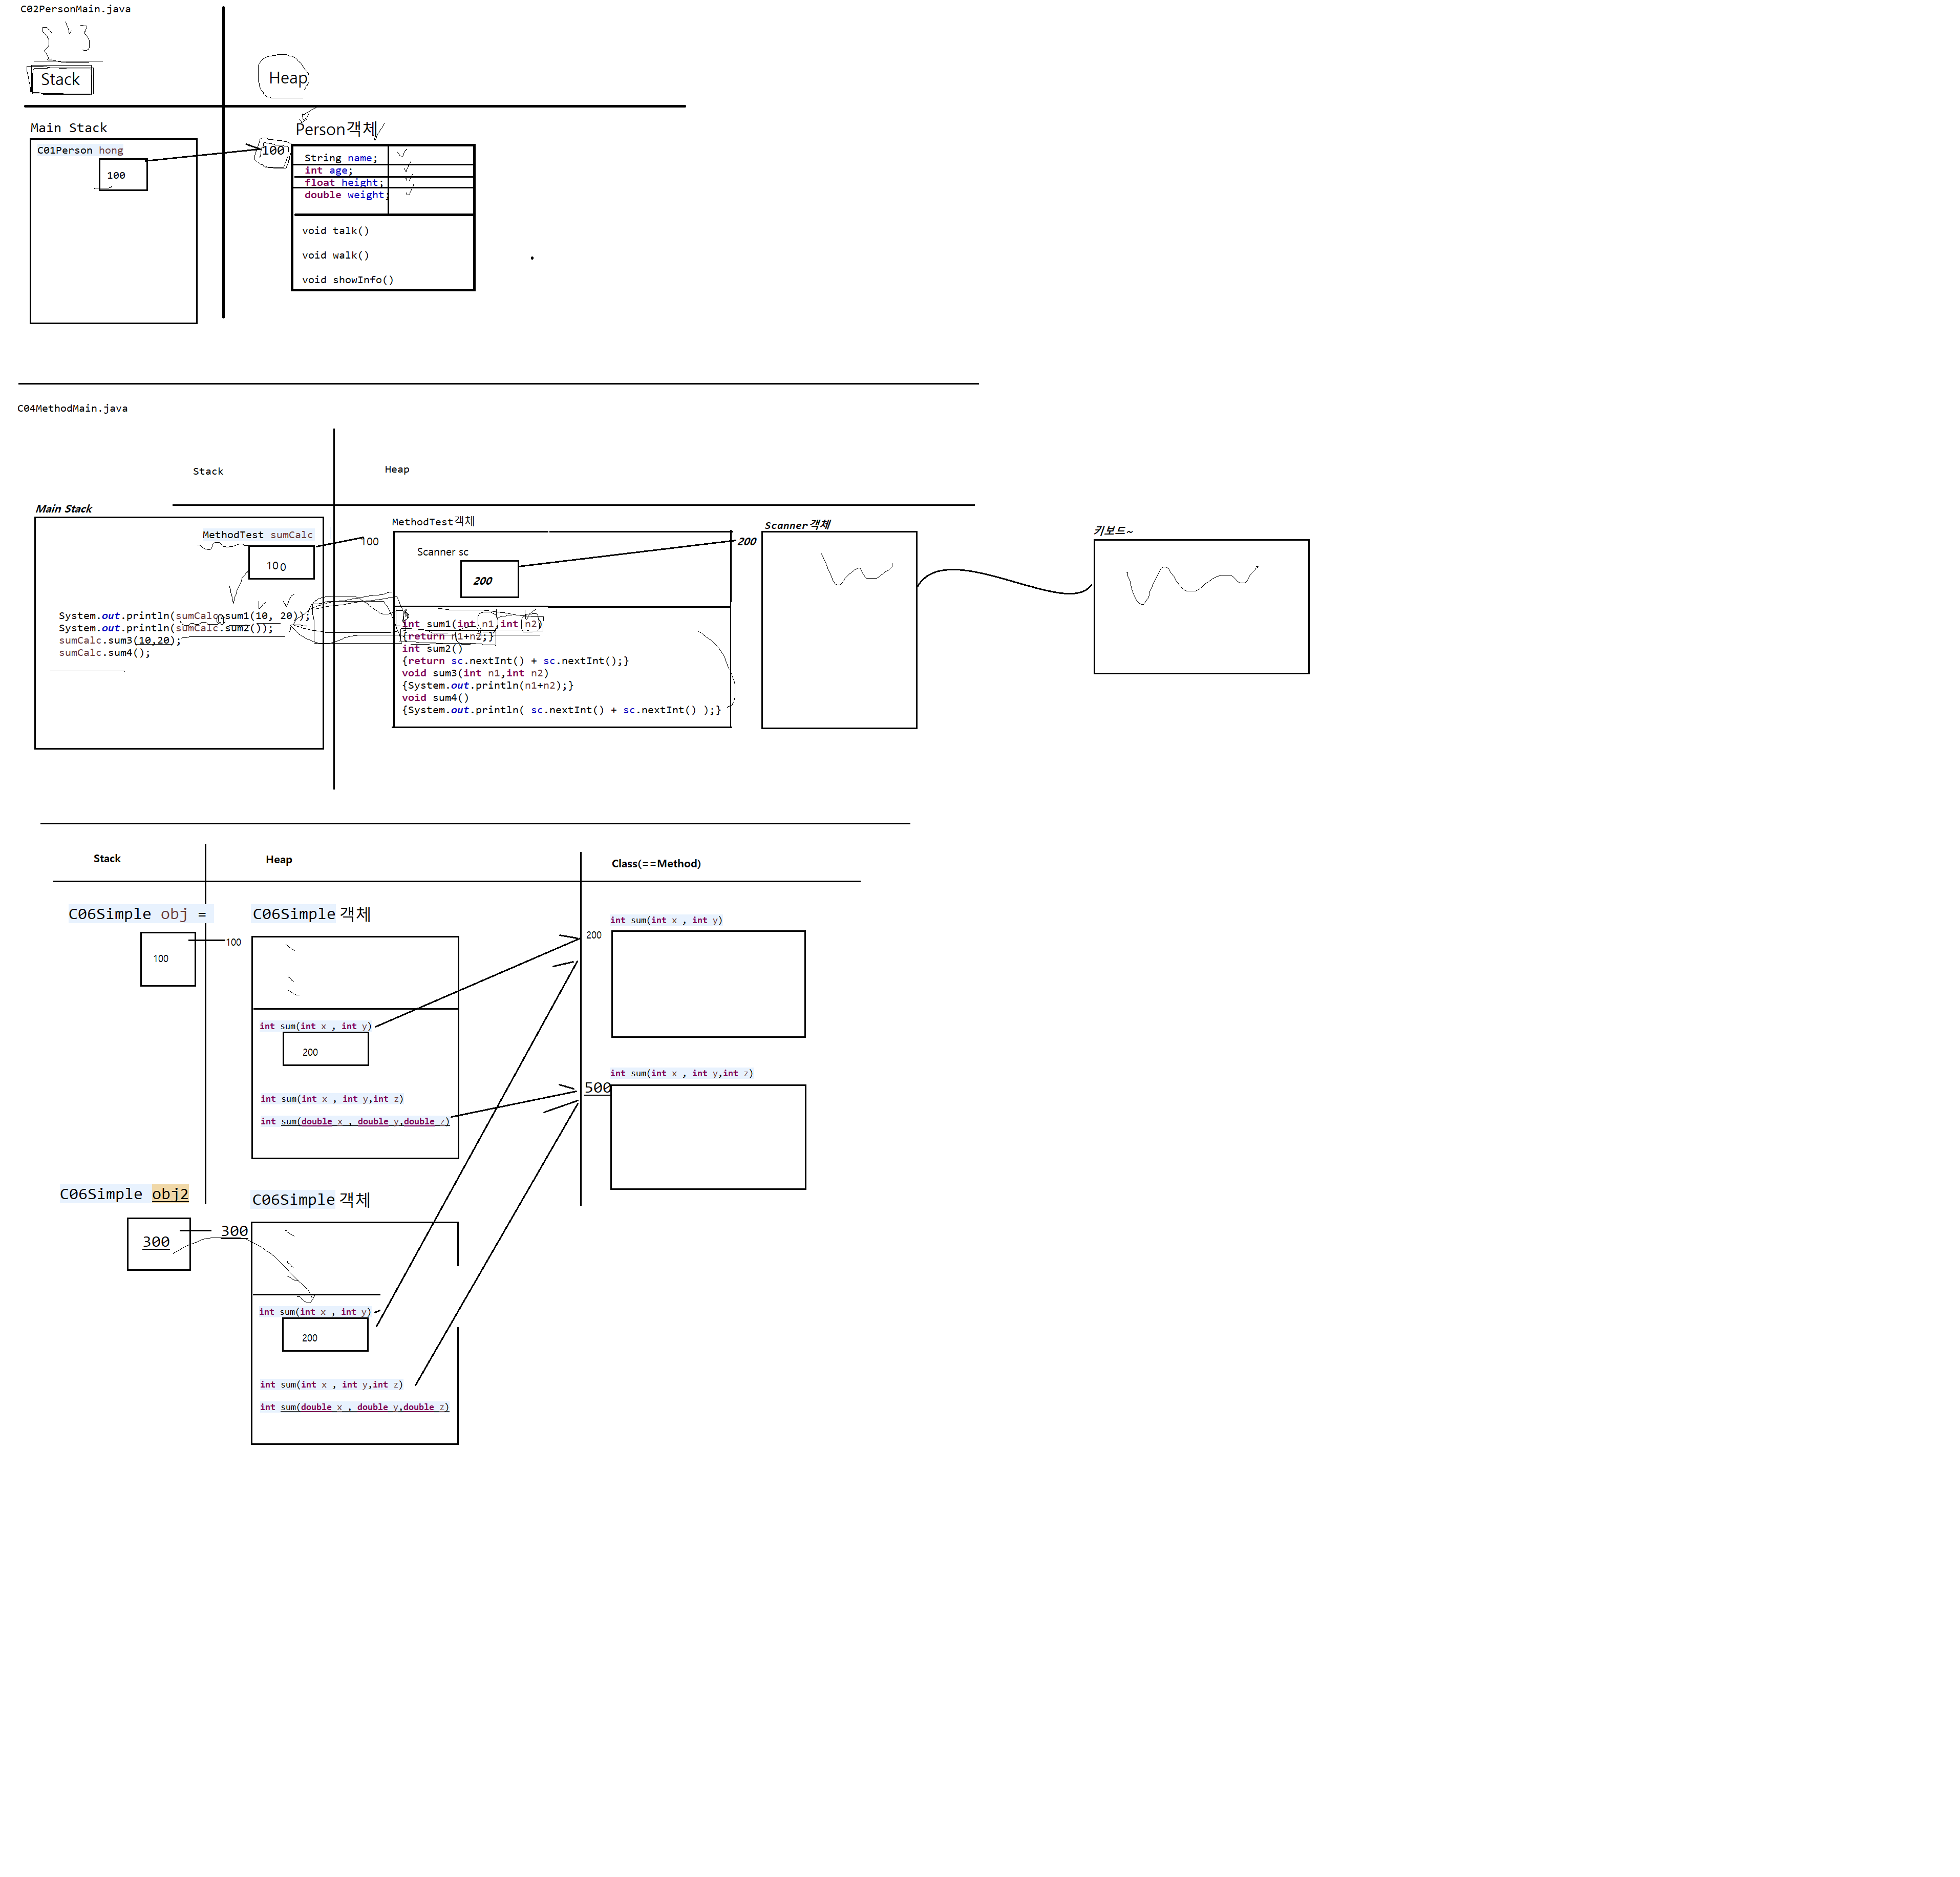 C02PersonMain.java
Stack
Heap
Main Stack
Person객체
C01Person hong
100
100
String name;
int age;
float height;
double weight;
void talk()
void walk()
void showInfo()
C04MethodMain.java
Stack
Heap
Main Stack
MethodTest객체
Scanner객체
키보드~
MethodTest sumCalc
100
100
Scanner sc
200
200
System.out.println(sumCalc.sum1(10, 20));
System.out.println(sumCalc.sum2());
sumCalc.sum3(10,20);
sumCalc.sum4();
int sum1(int n1,int n2)
{return n1+n2;}
int sum2()
{return sc.nextInt() + sc.nextInt();}
void sum3(int n1,int n2)
{System.out.println(n1+n2);}
void sum4()
{System.out.println( sc.nextInt() + sc.nextInt() );}
Stack
Heap
Class(==Method)
C06Simple obj =
C06Simple 객체
int sum(int x , int y)
100
100
200
int sum(int x , int y)
200
int sum(int x , int y,int z)
int sum(double x , double y,double z)
int sum(int x , int y,int z)
500
C06Simple obj2
C06Simple 객체
300
300
int sum(int x , int y)
200
int sum(int x , int y,int z)
int sum(double x , double y,double z)